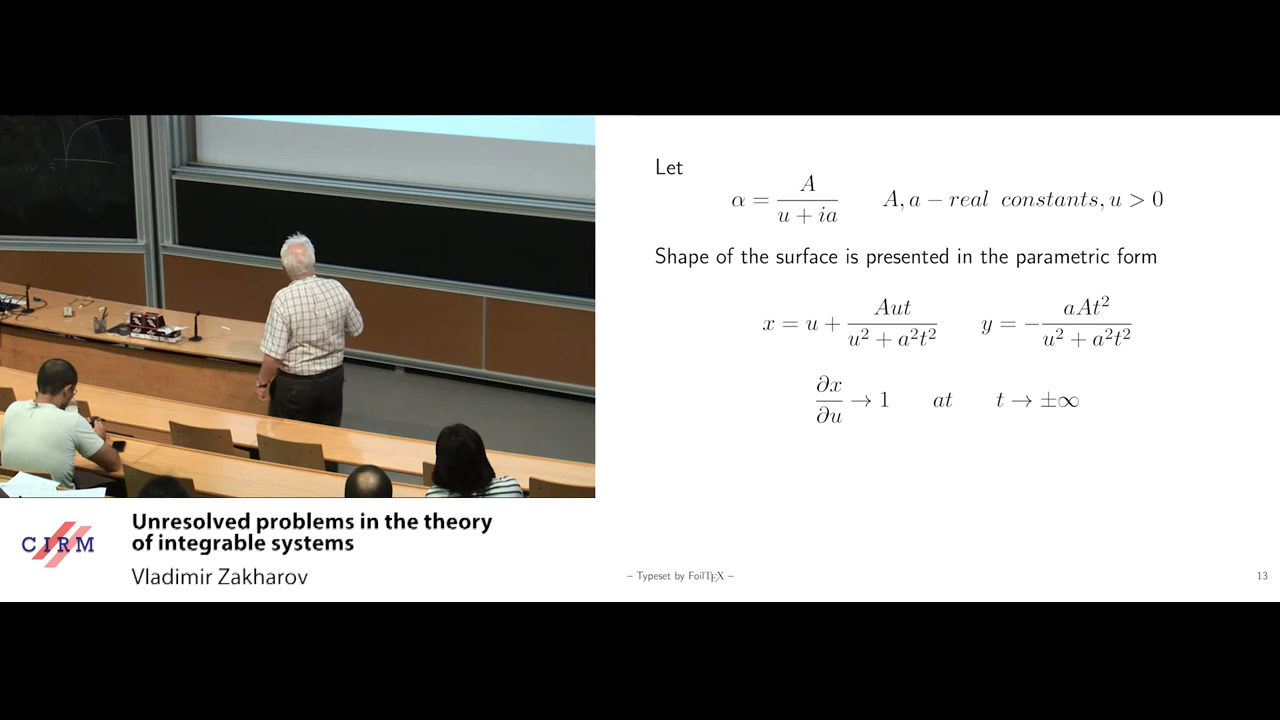 Let
α = A / (u + ia)    A, a − real constants, u > 0
Shape of the surface is presented in the parametric form
x = u + Aut / (u² + a²t²)    y = − aAt² / (u² + a²t²)
∂x/∂u → 1    at    t → ±∞
– Typeset by FoilTEX –    13
CIRM
Unresolved problems in the theory
of integrable systems
Vladimir Zakharov